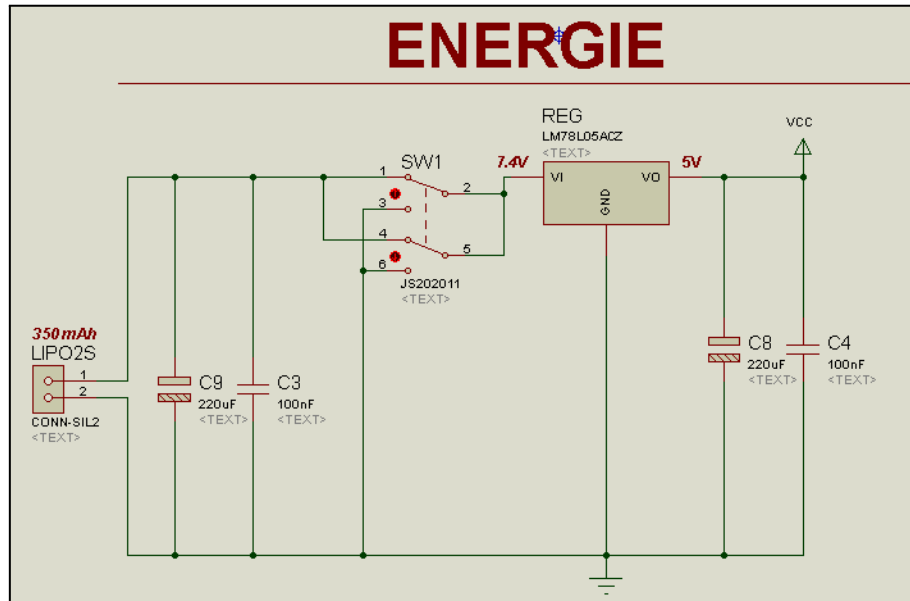 ENERGIE
REG
LM78L05ACZ
<TEXT>
VCC
SW1
7.4V
5V
VI
VO
GND
1
2
3
4
5
6
JS202011
<TEXT>
350mAh
LIPO2S
1
2
CONN-SIL2
<TEXT>
C9
220uF
<TEXT>
C3
100nF
<TEXT>
C8
220uF
<TEXT>
C4
100nF
<TEXT>